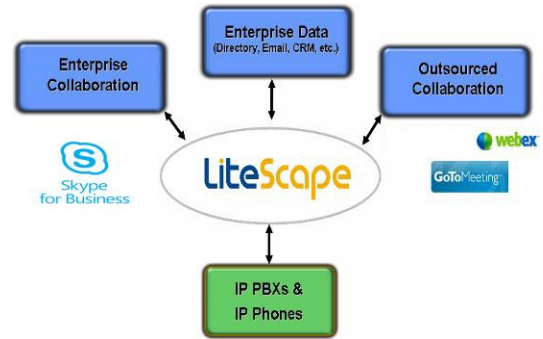 Enterprise Data
(Directory, Email, CRM, etc.)
Enterprise
Collaboration
Outsourced
Collaboration
webex
GoToMeeting
S
Skype
for Business
LiteScape
IP PBXs &
IP Phones